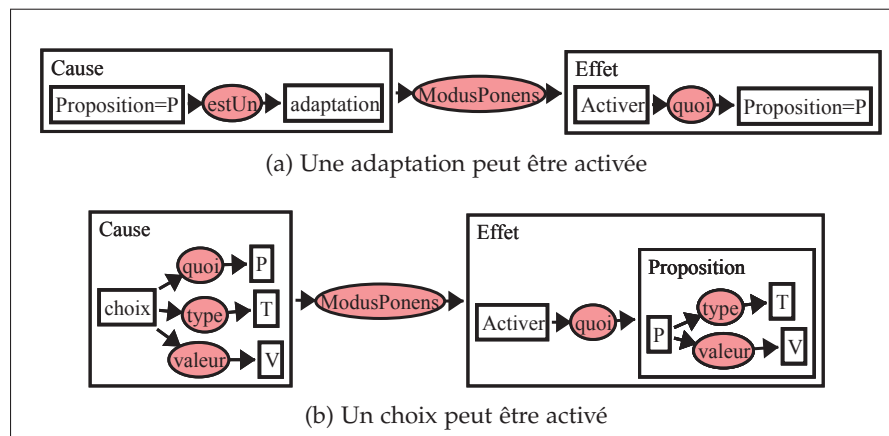 Cause
Proposition=P estUn adaptation
ModusPonens
Effet
Activer quoi Proposition=P
(a) Une adaptation peut être activée
Cause
choix
quoi P
type T
valeur V
ModusPonens
Effet
Activer quoi
Proposition
P
type T
valeur V
(b) Un choix peut être activé